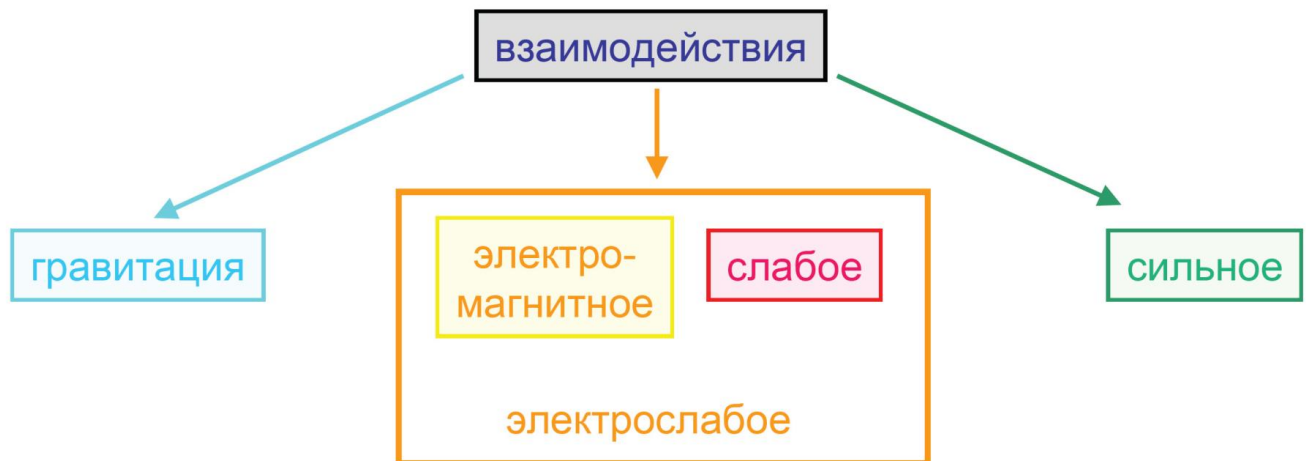 взаимодействия
гравитация
электро-
магнитное
слабое
сильное
электрослабое